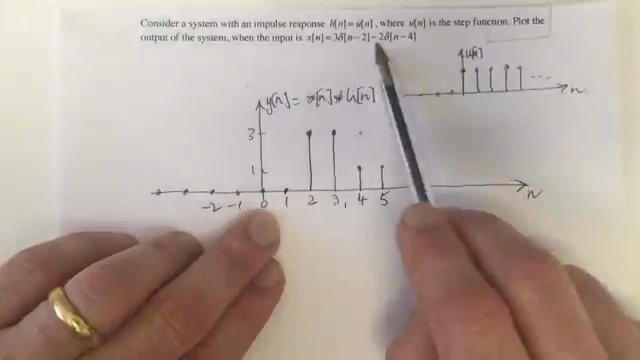 Consider a system with an impulse response h[n]=u[n], where u[n] is the step function. Plot the
output of the system, when the input is x[n]=3δ[n−2]−2δ[n−4]
u[n]
n
y[n]= x[n]*h[n]
3
1
-2 -1 0 1 2 3 4 5
n